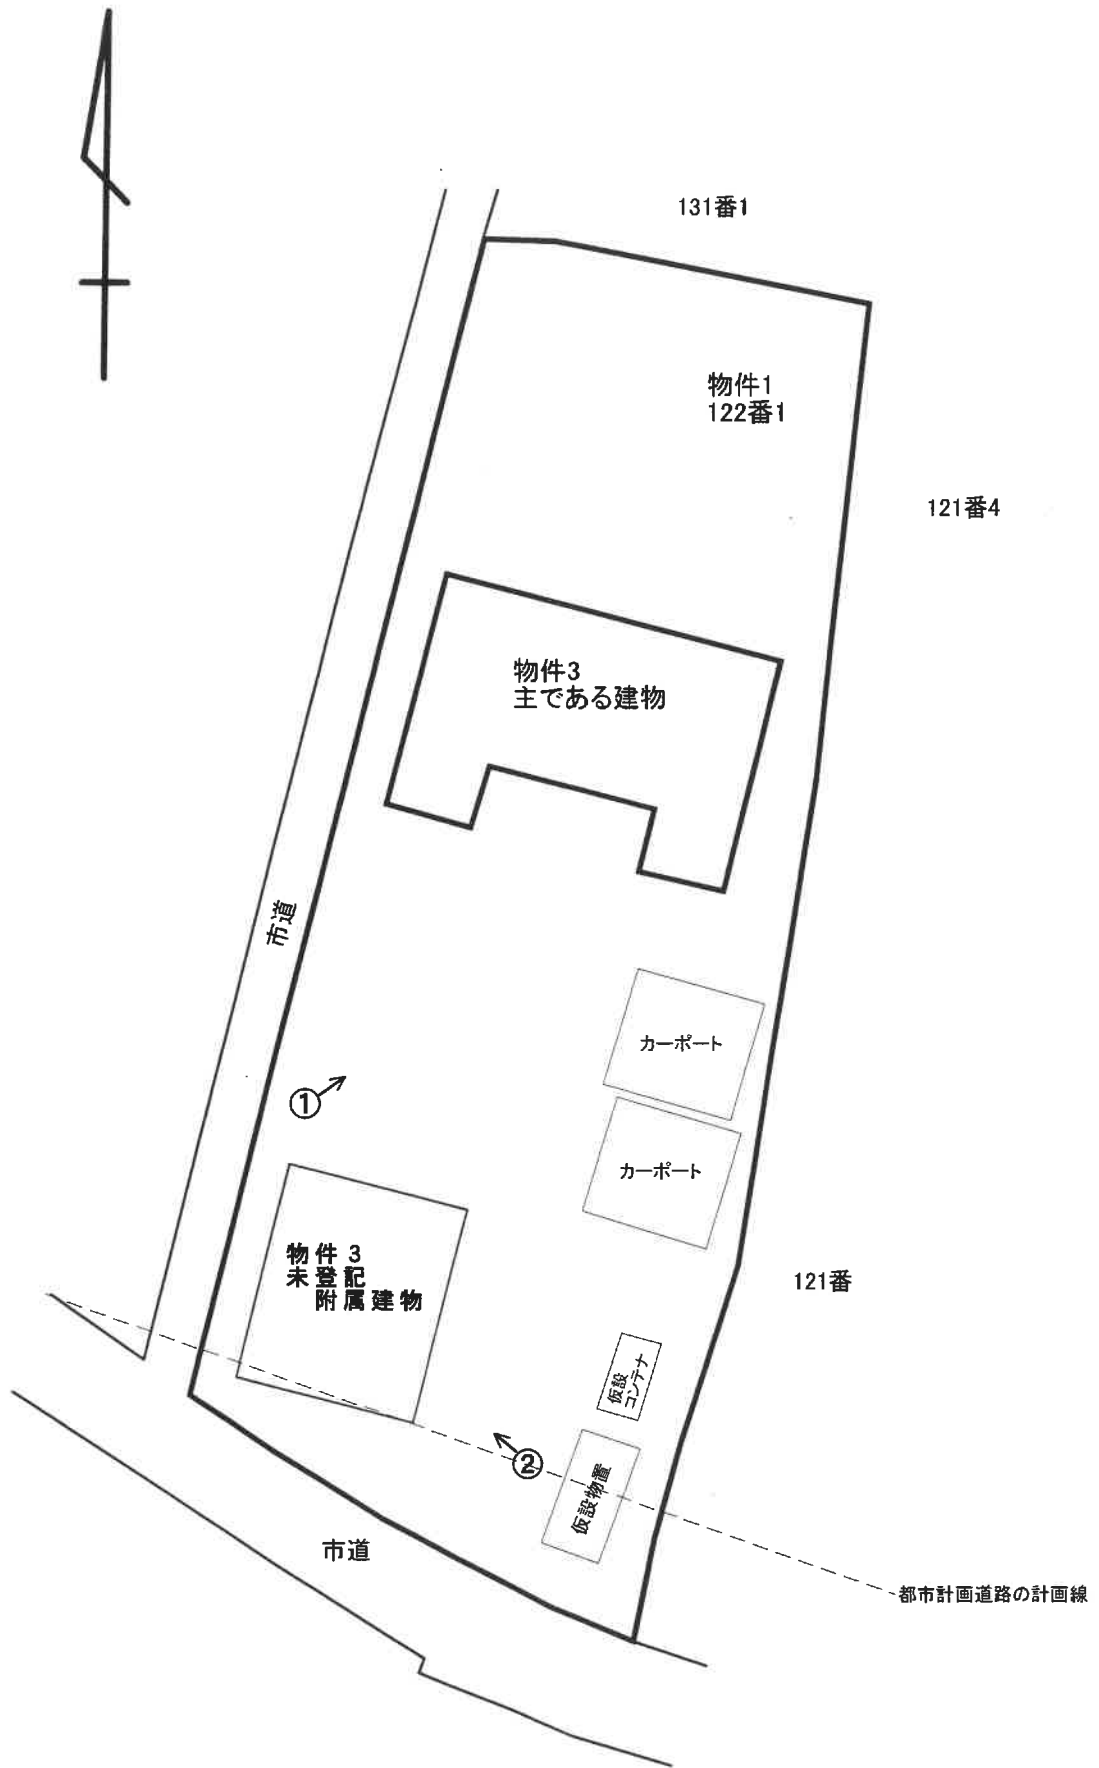 131番1
物件1
122番1
121番4
物件3
主である建物
市道
カーポート
①
カーポート
物件3
未登記
附属建物
121番
仮設
コンテナ
②
仮設物置
市道
都市計画道路の計画線